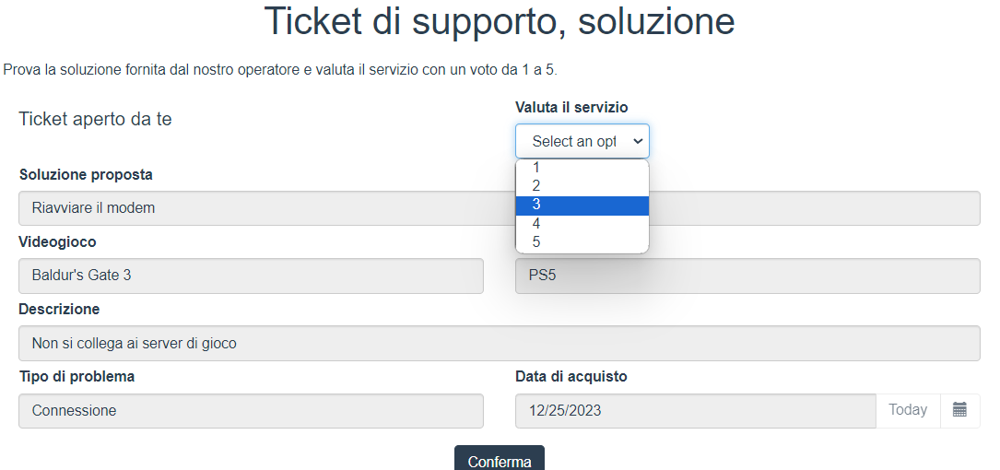 Ticket di supporto, soluzione
Prova la soluzione fornita dal nostro operatore e valuta il servizio con un voto da 1 a 5.
Ticket aperto da te
Valuta il servizio
Select an opt
1
2
3
4
5
Soluzione proposta
Riavviare il modem
Videogioco
Baldur's Gate 3
PS5
Descrizione
Non si collega ai server di gioco
Tipo di problema
Data di acquisto
Connessione
12/25/2023
Today
Conferma